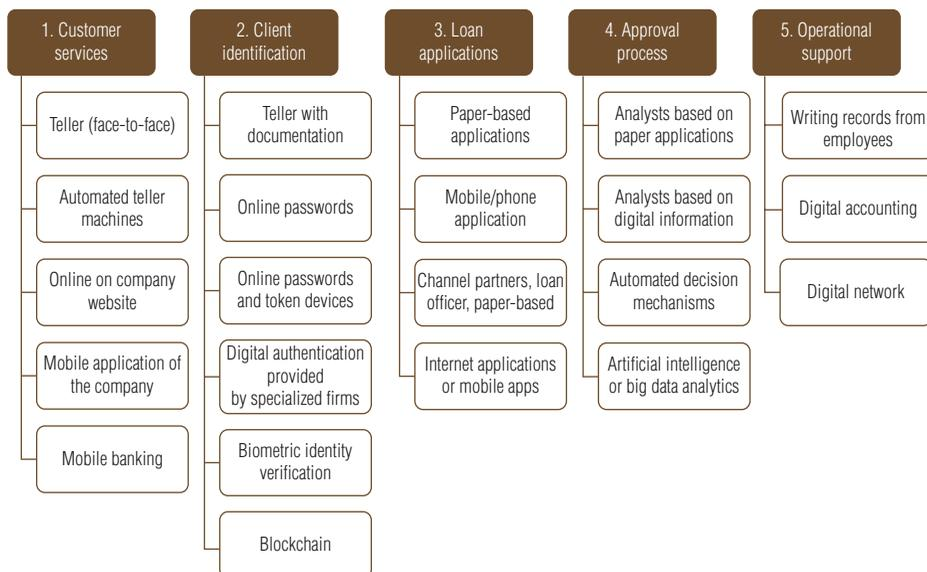 1. Customer
services
Teller (face-to-face)
Automated teller
machines
Online on company
website
Mobile application of
the company
Mobile banking
2. Client
identification
Teller with
documentation
Online passwords
Online passwords
and token devices
Digital authentication
provided
by specialized firms
Biometric identity
verification
Blockchain
3. Loan
applications
Paper-based
applications
Mobile/phone
application
Channel partners, loan
officer, paper-based
Internet applications
or mobile apps
4. Approval
process
Analysts based on
paper applications
Analysts based on
digital information
Automated decision
mechanisms
Artificial intelligence
or big data analytics
5. Operational
support
Writing records from
employees
Digital accounting
Digital network